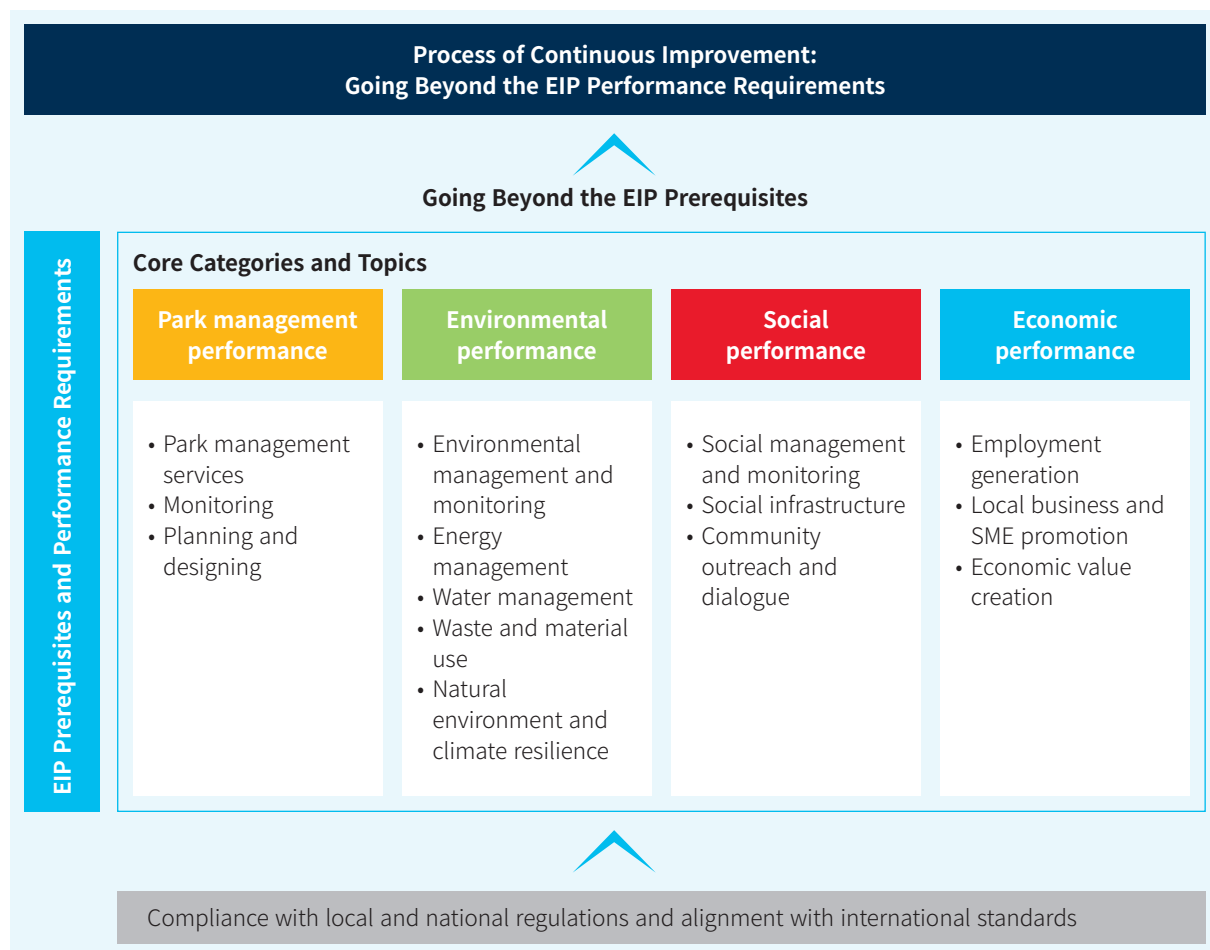 Process of Continuous Improvement:
Going Beyond the EIP Performance Requirements
Going Beyond the EIP Prerequisites
EIP Prerequisites and Performance Requirements
Core Categories and Topics
Park management
performance
• Park management
services
• Monitoring
• Planning and
designing
Environmental
performance
• Environmental
management and
monitoring
• Energy
management
• Water management
• Waste and material
use
• Natural
environment and
climate resilience
Social
performance
• Social management
and monitoring
• Social infrastructure
• Community
outreach and
dialogue
Economic
performance
• Employment
generation
• Local business and
SME promotion
• Economic value
creation
Compliance with local and national regulations and alignment with international standards